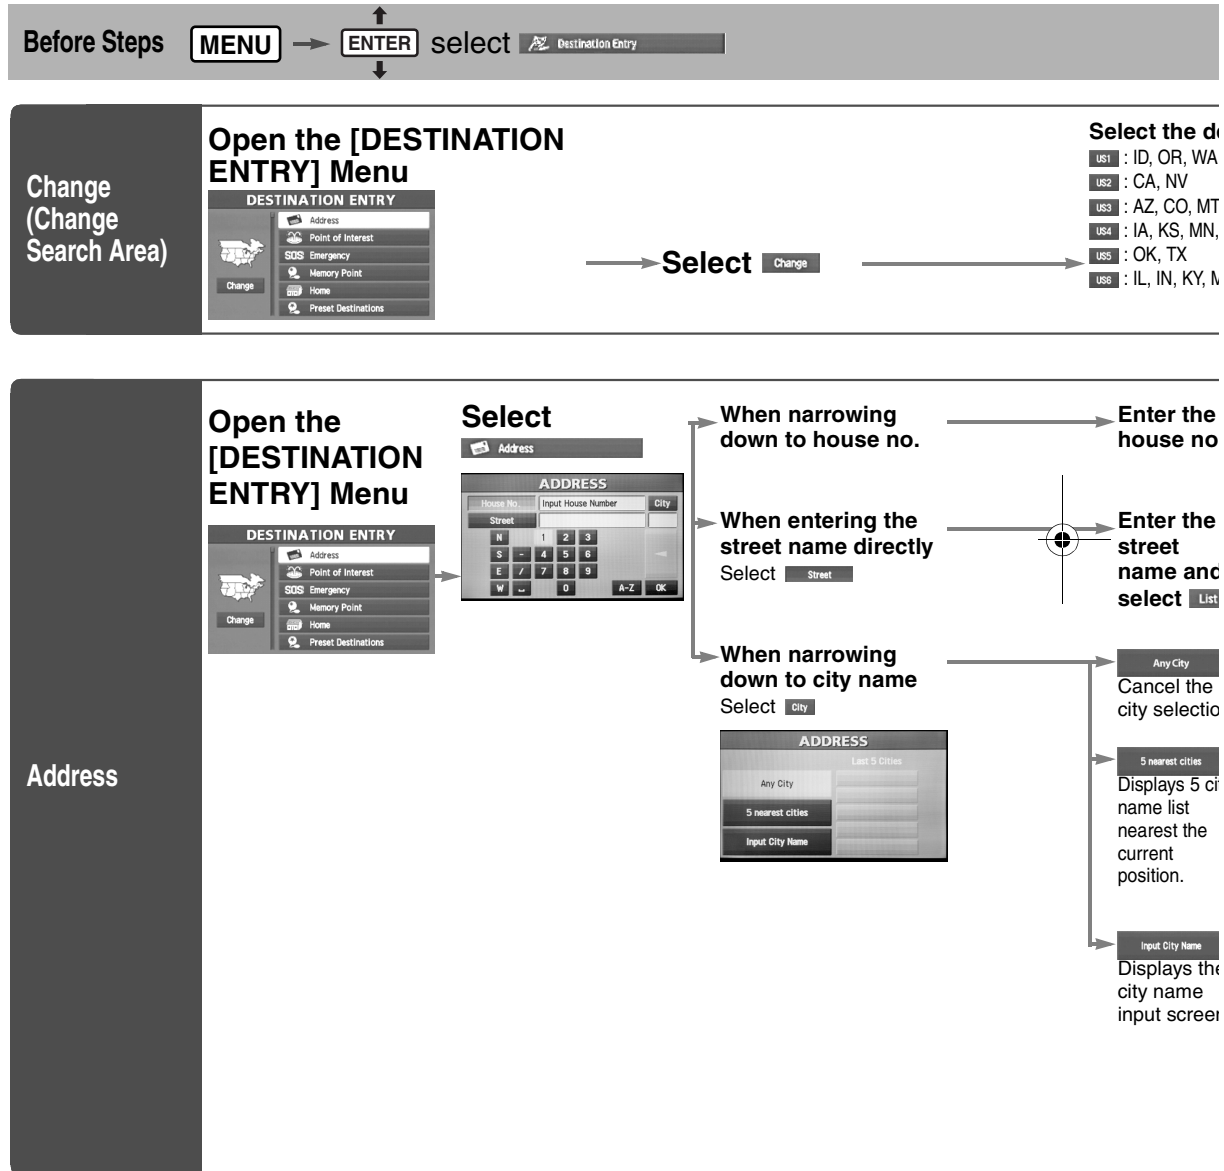 Before Steps MENU ENTER select Destination Entry
Change
(Change
Search Area)
Open the [DESTINATION
ENTRY] Menu
DESTINATION ENTRY
Address
Point of Interest
SOS Emergency
Memory Point
Home
Preset Destinations
Change
Select Change
Select the de
US1 : ID, OR, WA
US2 : CA, NV
US3 : AZ, CO, MT
US4 : IA, KS, MN,
US5 : OK, TX
US6 : IL, IN, KY, M
Address
Open the
[DESTINATION
ENTRY] Menu
DESTINATION ENTRY
Address
Point of Interest
SOS Emergency
Memory Point
Home
Preset Destinations
Change
Select
Address
ADDRESS
House No. Input House Number City
Street
N 1 2 3
S - 4 5 6
E / 7 8 9
W 0 A-Z OK
When narrowing
down to house no.
Enter the
house no
When entering the
street name directly
Select Street
Enter the
street
name and
select List
When narrowing
down to city name
Select City
ADDRESS
Last 5 Cities
Any City
5 nearest cities
Input City Name
Any City
Cancel the
city selectio
5 nearest cities
Displays 5 cit
name list
nearest the
current
position.
Input City Name
Displays the
city name
input screen